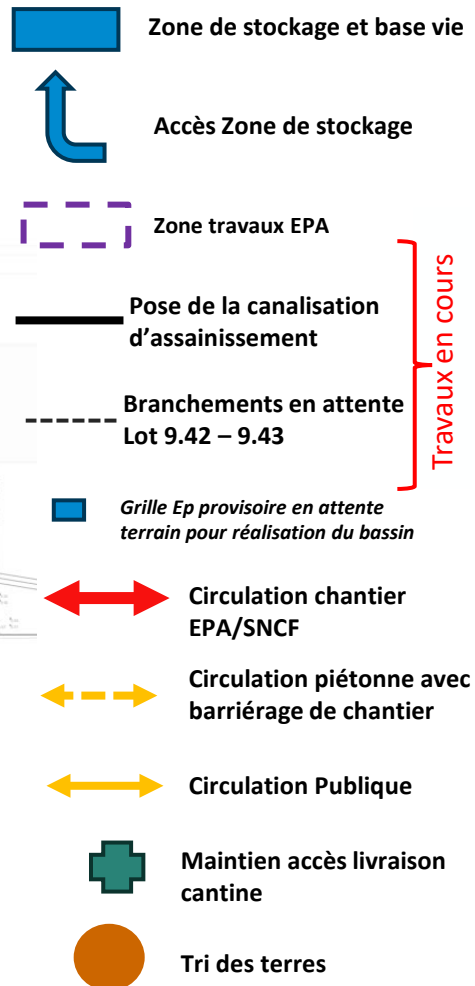 Zone de stockage et base vie
Accès Zone de stockage
Zone travaux EPA
Pose de la canalisation
d’assainissement
Branchements en attente
Lot 9.42 – 9.43
Travaux en cours
Grille Ep provisoire en attente
terrain pour réalisation du bassin
Circulation chantier
EPA/SNCF
Circulation piétonne avec
barriérage de chantier
Circulation Publique
Maintien accès livraison
cantine
Tri des terres